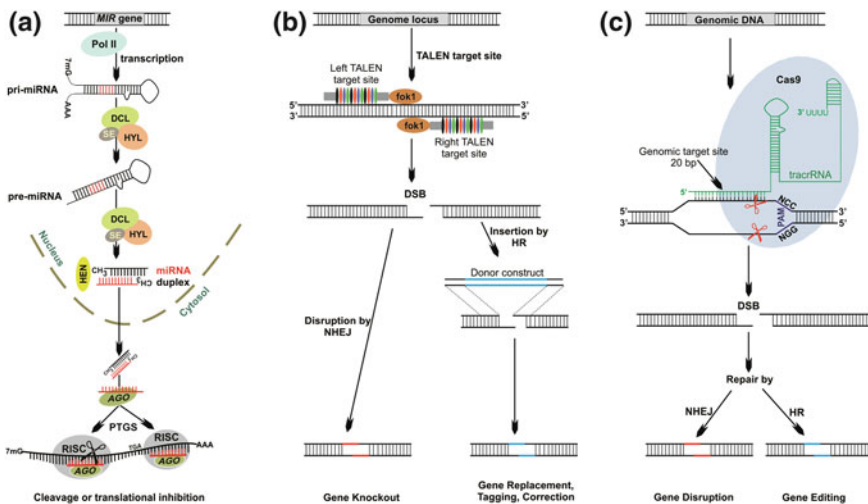 (a)
MIR gene
Pol II
transcription
7mG
pri-miRNA
AAA
DCL
SE
HYL
pre-miRNA
DCL
SE
HYL
Nucleus
HEN
CH3
CH3
miRNA
duplex
Cytosol
AGO
PTGS
RISC
RISC
7mG
TGA
AAA
AGO
AGO
Cleavage or translational inhibition
(b)
Genome locus
TALEN target site
Left TALEN
target site
fok1
5'
3'
3'
5'
fok1
Right TALEN
target site
DSB
Insertion by
HR
Donor construct
Disruption by
NHEJ
Gene Knockout
Gene Replacement,
Tagging, Correction
(c)
Genomic DNA
Cas9
3'
UUUU
Genomic target site
20 bp
tracrRNA
5'
NCC
PAM
NGG
5'
3'
3'
5'
DSB
Repair by
NHEJ
HR
Gene Disruption
Gene Editing